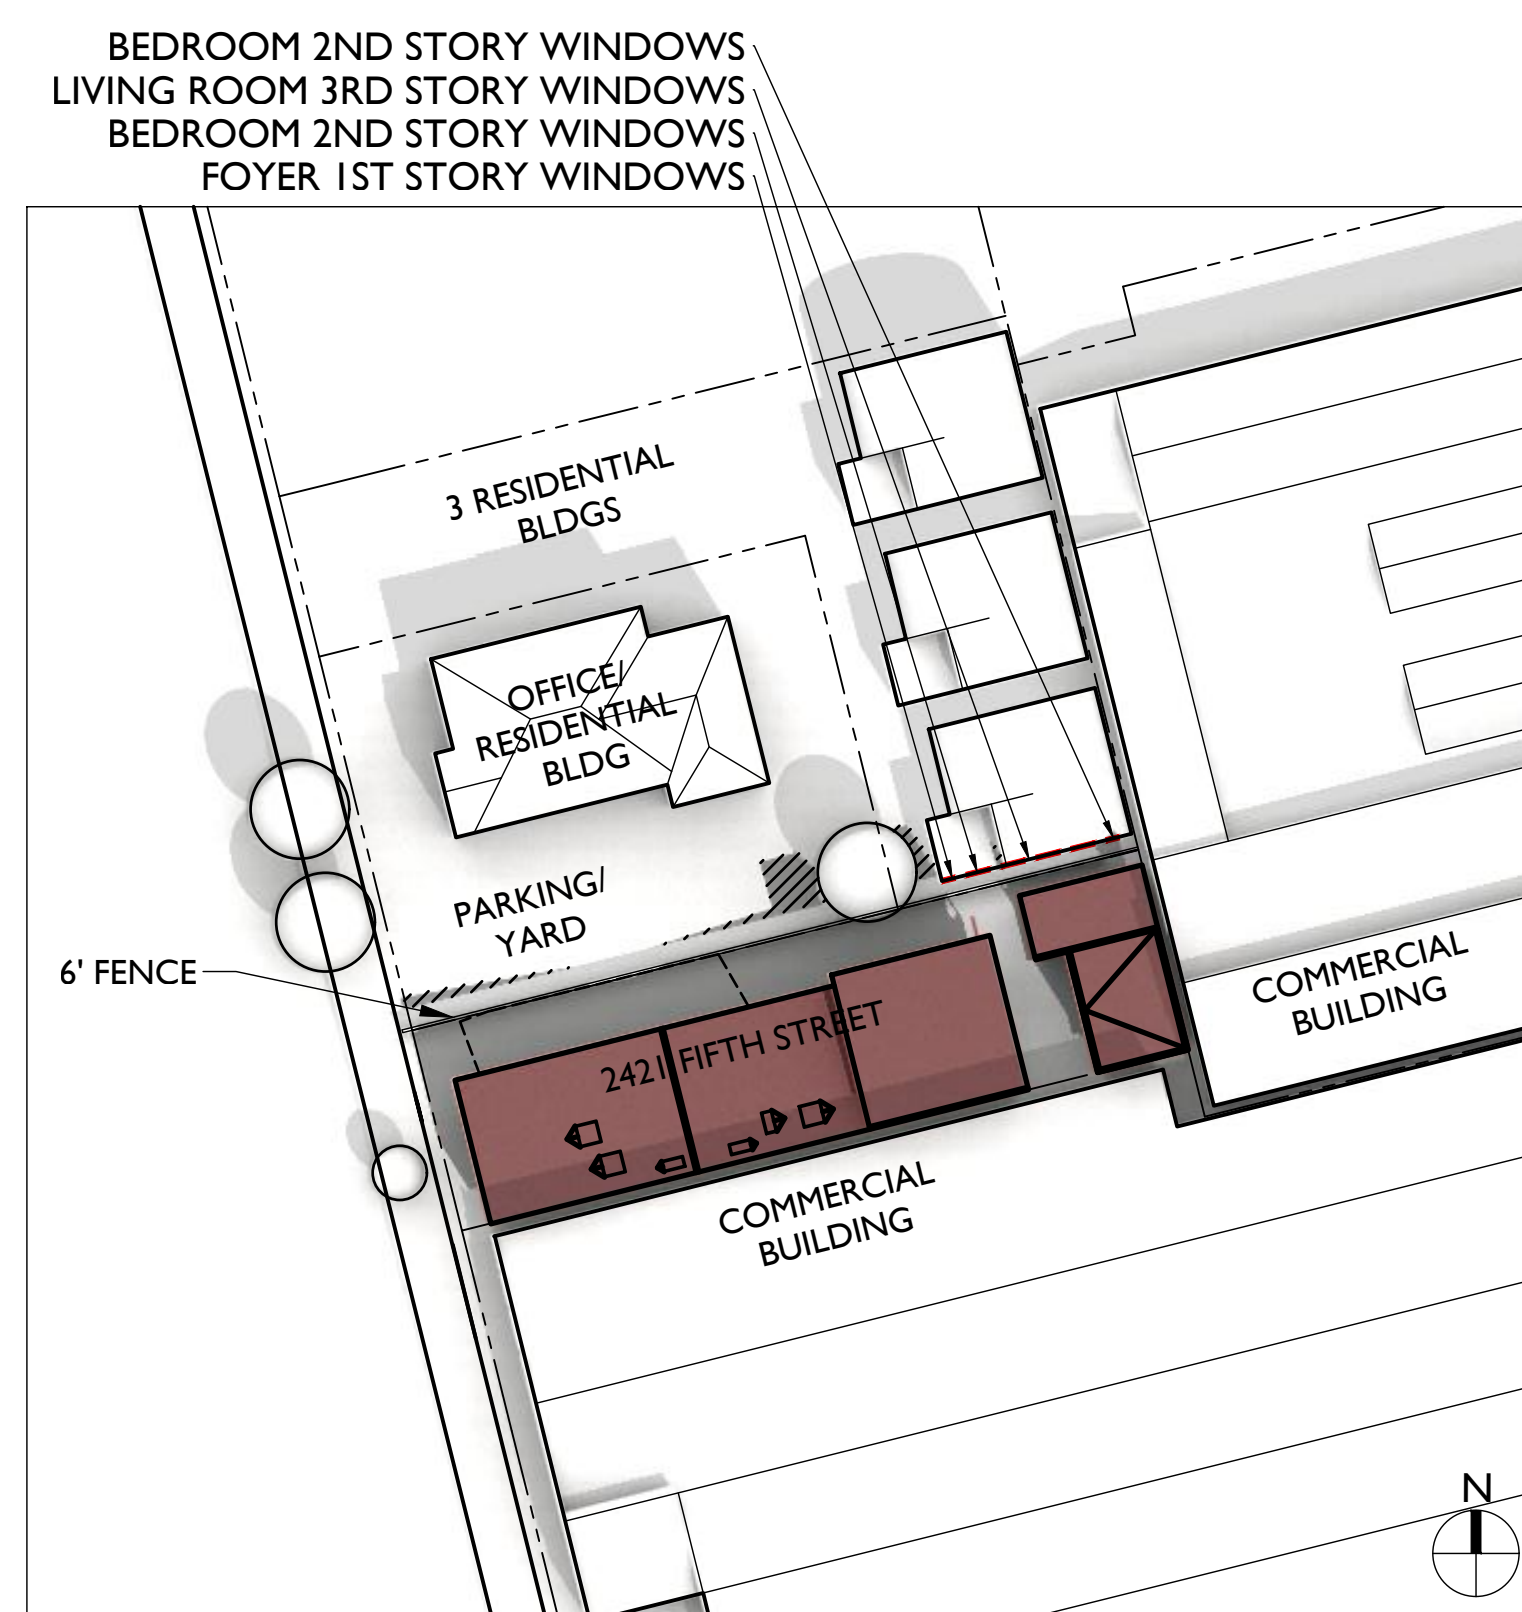 BEDROOM 2ND STORY WINDOWS
LIVING ROOM 3RD STORY WINDOWS
BEDROOM 2ND STORY WINDOWS
FOYER 1ST STORY WINDOWS
3 RESIDENTIAL
BLDGS
OFFICE/
RESIDENTIAL
BLDG
PARKING/
YARD
6' FENCE
2421 FIFTH STREET
COMMERCIAL
BUILDING
COMMERCIAL
BUILDING
N